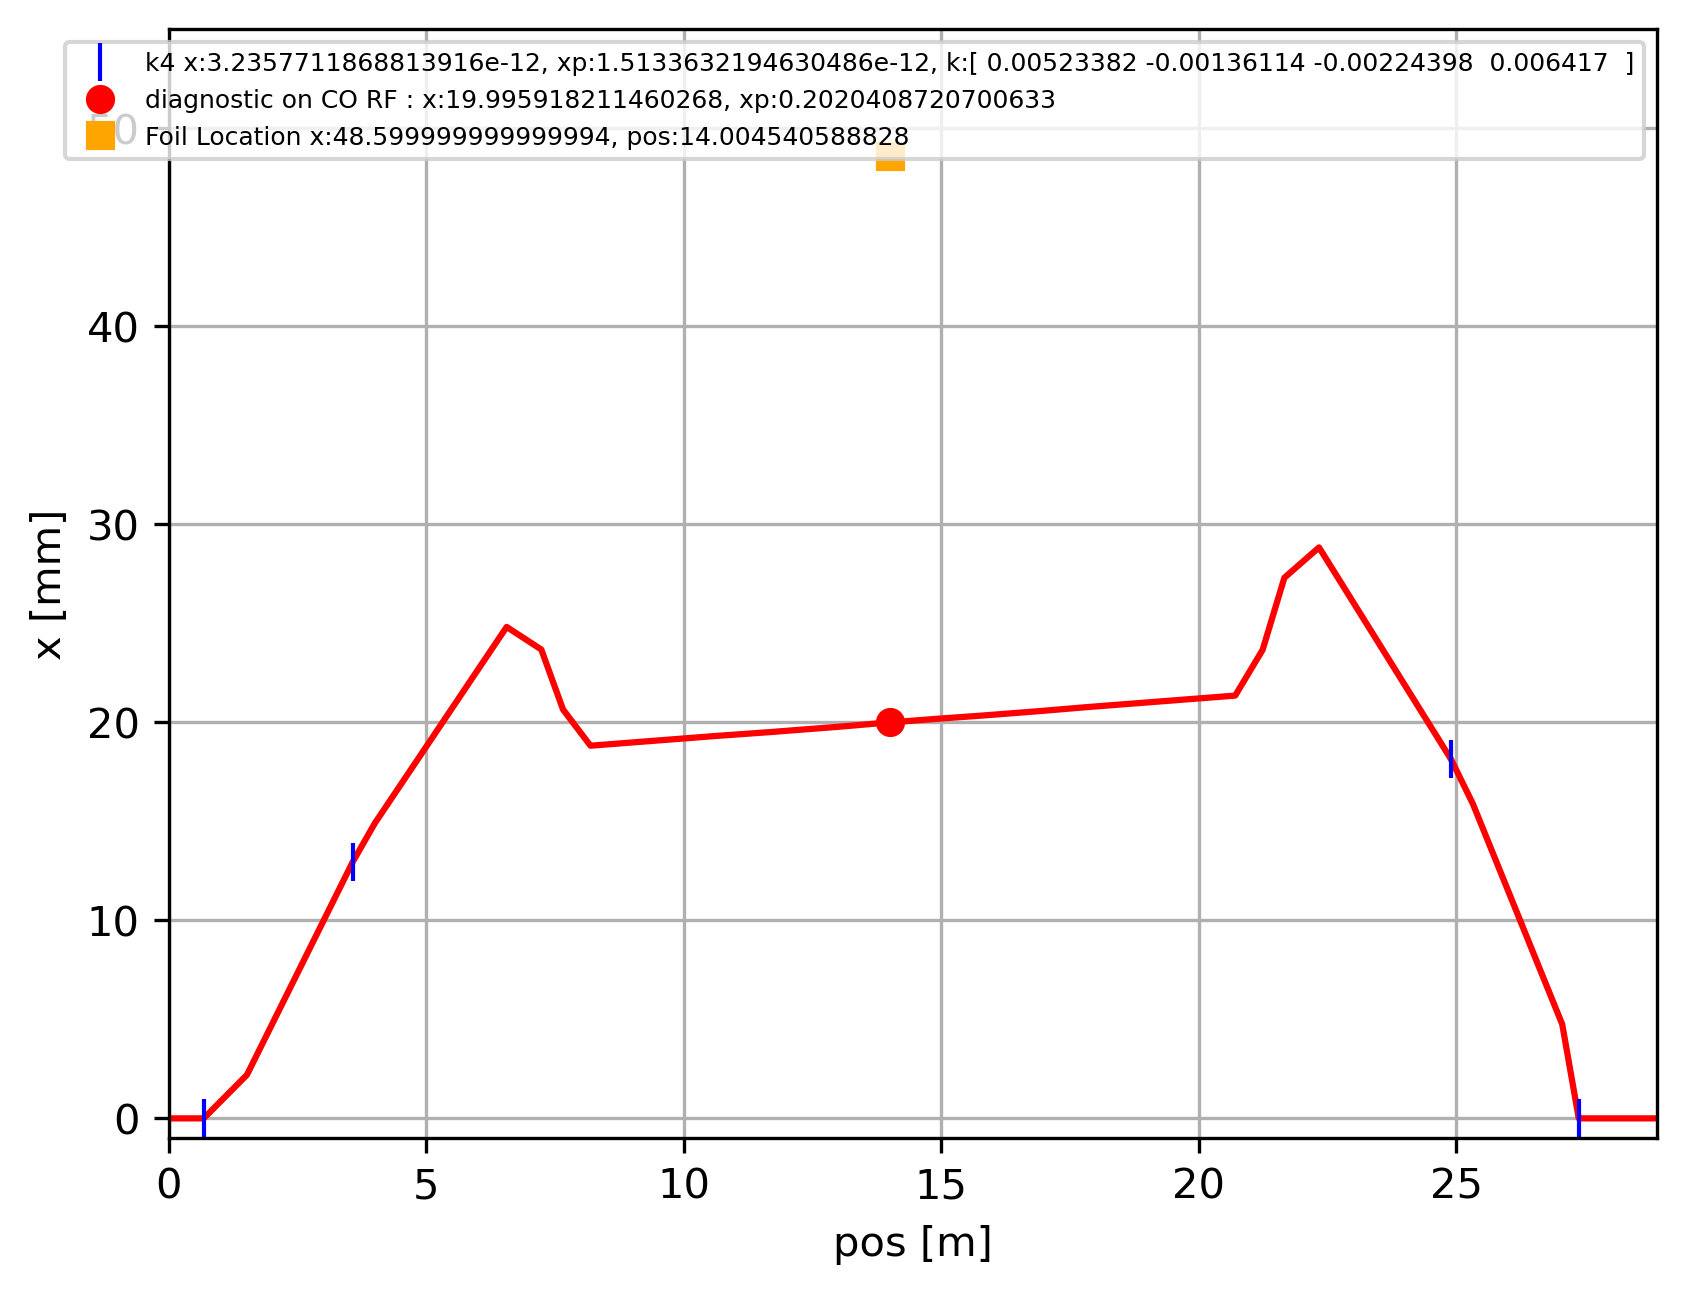 k4 x:3.2357711868813916e-12, xp:1.5133632194630486e-12, k:[ 0.00523382 -0.00136114 -0.00224398  0.006417  ]
diagnostic on CO RF : x:19.995918211460268, xp:0.2020408720700633
Foil Location x:48.599999999999994, pos:14.004540588828
50
40
30
20
10
0
x [mm]
0 5 10 15 20 25
pos [m]